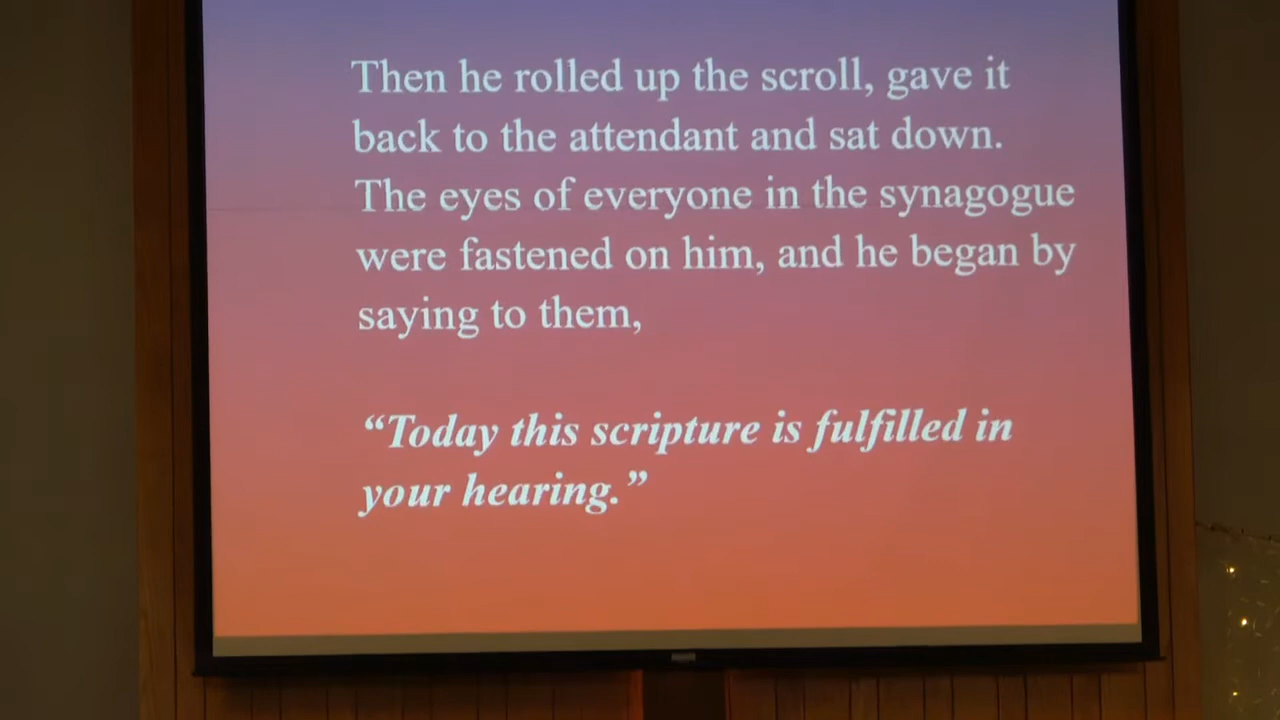 Then he rolled up the scroll, gave it
back to the attendant and sat down.
The eyes of everyone in the synagogue
were fastened on him, and he began by
saying to them,
“Today this scripture is fulfilled in
your hearing.”